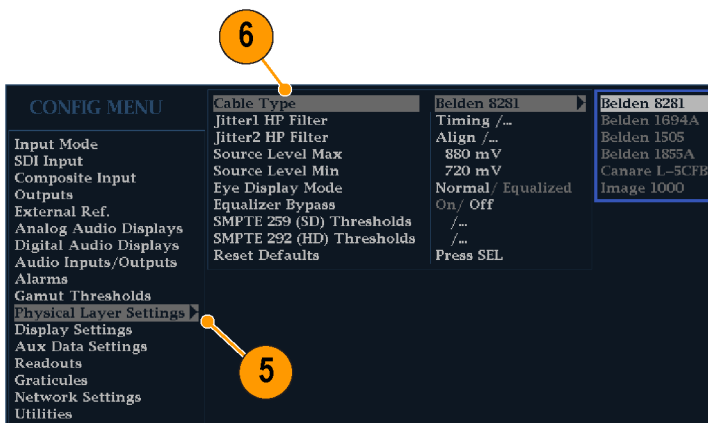 6
CONFIG MENU
Input Mode
SDI Input
Composite Input
Outputs
External Ref.
Analog Audio Displays
Digital Audio Displays
Audio Inputs/Outputs
Alarms
Gamut Thresholds
Physical Layer Settings
Display Settings
Aux Data Settings
Readouts
Graticules
Network Settings
Utilities
Cable Type Belden 8281
Jitter1 HP Filter Timing /...
Jitter2 HP Filter Align /...
Source Level Max 880 mV
Source Level Min 720 mV
Eye Display Mode Normal/ Equalized
Equalizer Bypass On/ Off
SMPTE 259 (SD) Thresholds /...
SMPTE 292 (HD) Thresholds /...
Reset Defaults Press SEL
Belden 8281
Belden 1694A
Belden 1505
Belden 1855A
Canare L-5CFB
Image 1000
5